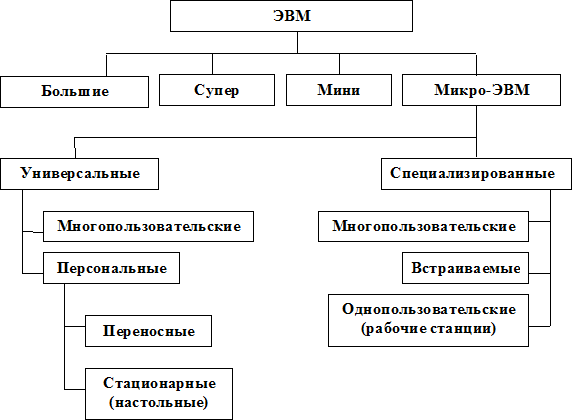 ЭВМ
Большие
Супер
Мини
Микро-ЭВМ
Универсальные
Специализированные
Многопользовательские
Персональные
Переносные
Стационарные
(настольные)
Многопользовательские
Встраиваемые
Однопользовательские
(рабочие станции)